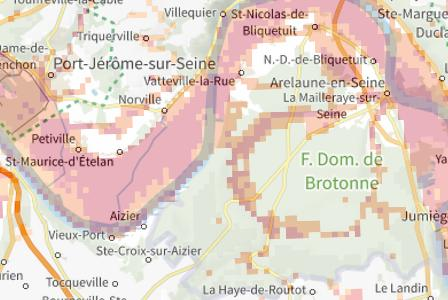 Villequier
St-Nicolas-de-
Bliquetuit
Ste-Margue
Triquerville
Port-Jérôme-sur-Seine
N.-D.-de-Bliquetuit
Vatteville-la-Rue
Arelaune-en-Seine
La Mailleraye-sur-
Seine
Norville
Petiville
St-Maurice-d'Ételan
F. Dom. de
Brotonne
Ya
Aizier
Jumièg
Vieux-Port
Ste-Croix-sur-Aizier
Tocqueville
La Haye-de-Routot
Le Landin